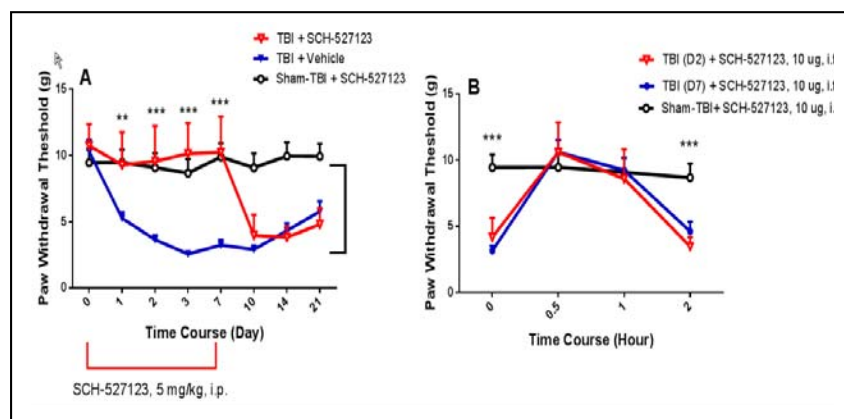 TBI + SCH-527123
TBI + Vehicle
Sham-TBI + SCH-527123
A
Paw Withdrawal Theshold (g)
15
10
5
0
** *** *** ***
0 1 2 3 7 10 14 21
Time Course (Day)
SCH-527123, 5 mg/kg, i.p.
TBI (D2) + SCH-527123, 10 ug, i.t
TBI (D7) + SCH-527123, 10 ug, i.t
Sham-TBI+ SCH-527123, 10 ug, i.
B
Paw Withdrawal Threshold (g)
15
10
5
0
*** ***
0 0.5 1 2
Time Course (Hour)